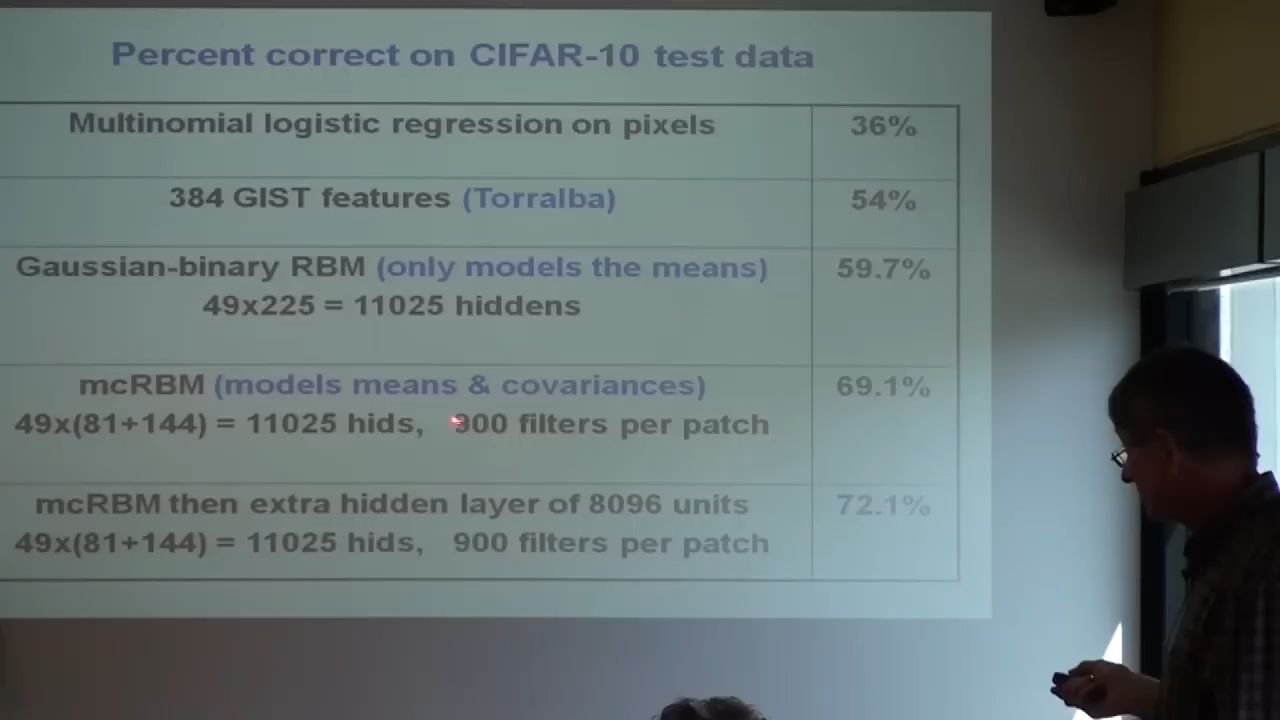 Percent correct on CIFAR-10 test data
Multinomial logistic regression on pixels 36%
384 GIST features (Torralba) 54%
Gaussian-binary RBM (only models the means) 59.7%
49x225 = 11025 hiddens
mcRBM (models means & covariances) 69.1%
49x(81+144) = 11025 hids, 900 filters per patch
mcRBM then extra hidden layer of 8096 units 72.1%
49x(81+144) = 11025 hids, 900 filters per patch